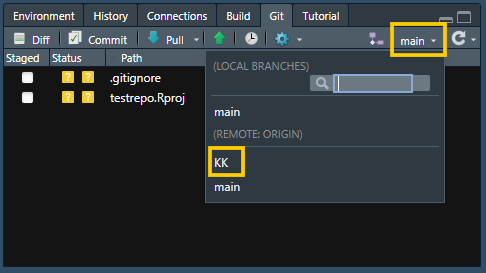 Environment History Connections Build Git Tutorial
Diff Commit Pull main
Staged Status Path
? ? .gitignore
? ? testrepo.Rproj
(LOCAL BRANCHES)
main
(REMOTE: ORIGIN)
KK
main